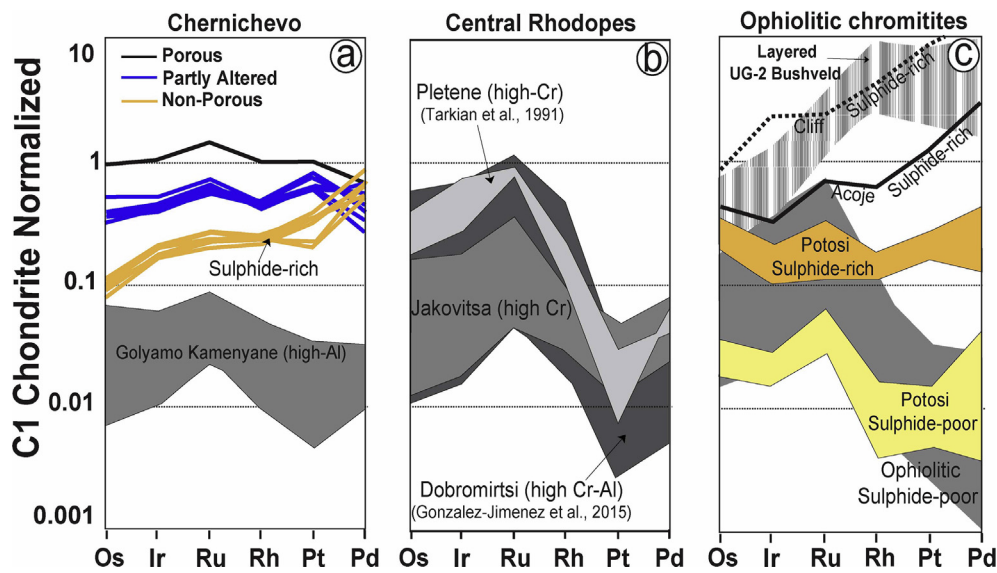 Chernichevo
Central Rhodopes
Ophiolitic chromitites
C1 Chondrite Normalized
10
1
0.1
0.01
0.001
a
Porous
Partly Altered
Non-Porous
Sulphide-rich
Golyamo Kamenyane (high-Al)
Os Ir Ru Rh Pt Pd
b
Pletene (high-Cr)
(Tarkian et al., 1991)
Jakovitsa (high Cr)
Dobromirtsi (high Cr-Al)
(Gonzalez-Jimenez et al., 2015)
Os Ir Ru Rh Pt Pd
c
Layered
UG-2 Bushveld
Cliff
Sulphide-rich
Acoje
Sulphide-rich
Potosi
Sulphide-rich
Potosi
Sulphide-poor
Ophiolitic
Sulphide-poor
Os Ir Ru Rh Pt Pd